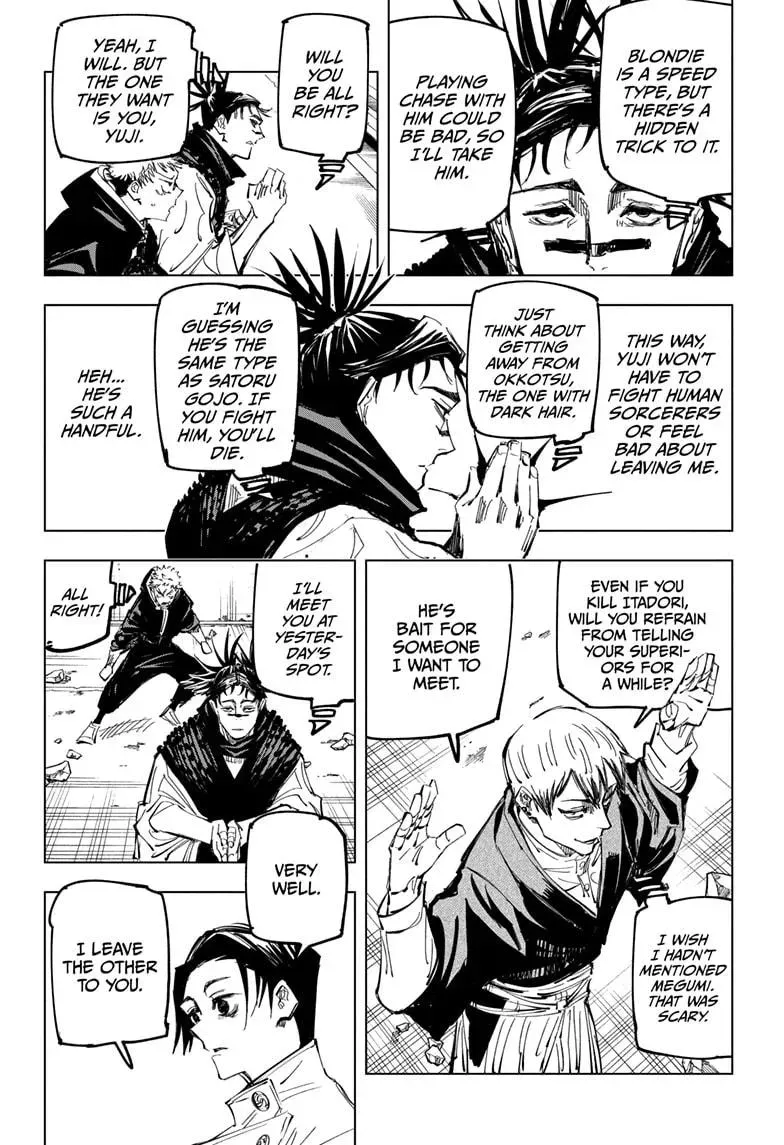 BLONDIE
IS A SPEED
TYPE, BUT
THERE'S A
HIDDEN
TRICK TO IT.
PLAYING
CHASE WITH
HIM COULD
BE BAD, SO
I'LL TAKE
HIM.
WILL
YOU
BE ALL
RIGHT?
YEAH, I
WILL. BUT
THE ONE
THEY WANT
IS YOU,
YUJI.
THIS WAY,
YUJI WON'T
HAVE TO
FIGHT HUMAN
SORCERERS
OR FEEL
BAD ABOUT
LEAVING ME.
JUST
THINK ABOUT
GETTING
AWAY FROM
OKKOTSU,
THE ONE WITH
DARK HAIR.
I'M
GUESSING
HE'S THE
SAME TYPE
AS SATORU
GOJO. IF
YOU FIGHT
HIM, YOU'LL
DIE.
HEH...
HE'S
SUCH A
HANDFUL.
I'LL
MEET
YOU AT
YESTER-
DAY'S
SPOT.
ALL
RIGHT!
EVEN IF YOU
KILL ITADORI,
WILL YOU REFRAIN
FROM TELLING
YOUR SUPERI-
ORS FOR
A WHILE?
HE'S
BAIT FOR
SOMEONE
I WANT TO
MEET.
I WISH
I HADN'T
MENTIONED
MEGUMI.
THAT WAS
SCARY.
VERY
WELL.
I LEAVE
THE OTHER
TO YOU.